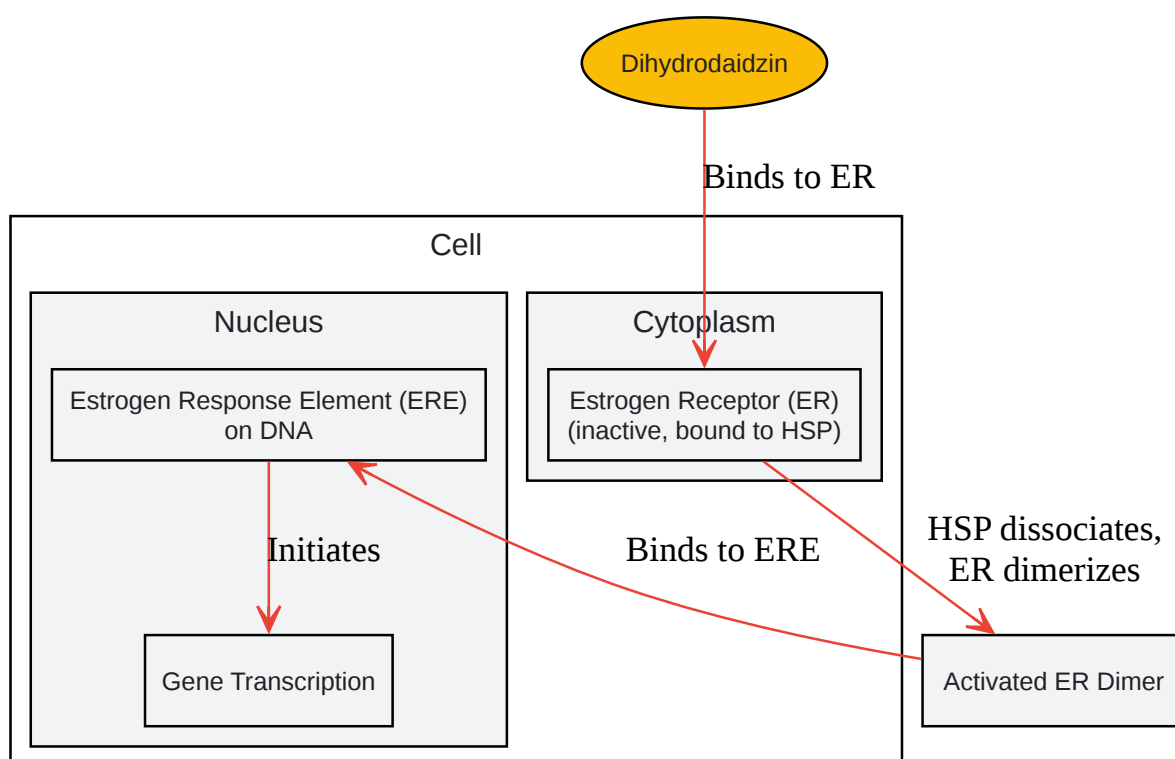 Dihydrodaidzin
Binds to ER
Cell
Nucleus
Cytoplasm
Estrogen Response Element (ERE)
on DNA
Estrogen Receptor (ER)
(inactive, bound to HSP)
Initiates
Binds to ERE
HSP dissociates,
ER dimerizes
Gene Transcription
Activated ER Dimer